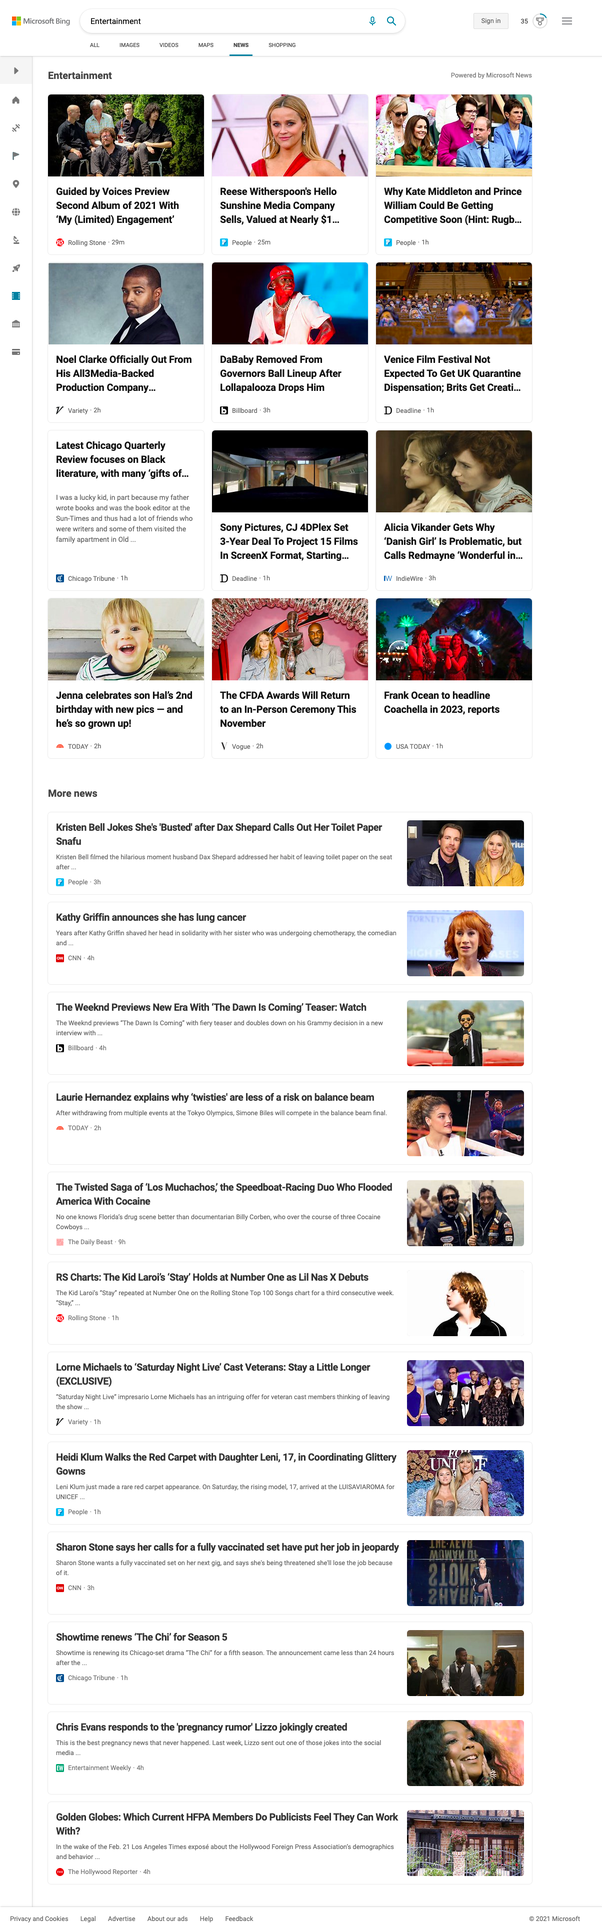 Microsoft Bing
Entertainment
Sign in
35
ALL
IMAGES
VIDEOS
MAPS
NEWS
SHOPPING
Entertainment
Powered by Microsoft News
Guided by Voices Preview
Second Album of 2021 With
‘My (Limited) Engagement’
Rolling Stone · 29m
Reese Witherspoon's Hello
Sunshine Media Company
Sells, Valued at Nearly $1...
People · 25m
Why Kate Middleton and Prince
William Could Be Getting
Competitive Soon (Hint: Rugb...
People · 1h
Noel Clarke Officially Out From
His All3Media-Backed
Production Company...
Variety · 2h
DaBaby Removed From
Governors Ball Lineup After
Lollapalooza Drops Him
Billboard · 3h
Venice Film Festival Not
Expected To Get UK Quarantine
Dispensation; Brits Get Creati...
Deadline · 1h
Latest Chicago Quarterly
Review focuses on Black
literature, with many ‘gifts of...
I was a lucky kid, in part because my father
wrote books and was the book editor at the
Sun-Times and thus had a lot of friends who
were writers and some of them visited the
family apartment in Old ...
Chicago Tribune · 1h
Sony Pictures, CJ 4DPlex Set
3-Year Deal To Project 15 Films
In ScreenX Format, Starting...
Deadline · 1h
Alicia Vikander Gets Why
‘Danish Girl’ Is Problematic, but
Calls Redmayne ‘Wonderful in...
IW
IndieWire · 3h
Jenna celebrates son Hal's 2nd
birthday with new pics — and
he's so grown up!
TODAY · 2h
The CFDA Awards Will Return
to an In-Person Ceremony This
November
Vogue · 2h
Frank Ocean to headline
Coachella in 2023, reports
USA TODAY · 1h
More news
Kristen Bell Jokes She's 'Busted' after Dax Shepard Calls Out Her Toilet Paper
Snafu
Kristen Bell filmed the hilarious moment husband Dax Shepard addressed her habit of leaving toilet paper on the seat
after ...
People · 3h
Kathy Griffin announces she has lung cancer
Years after Kathy Griffin shaved her head in solidarity with her sister who was undergoing chemotherapy, the comedian
and ...
CNN · 4h
The Weeknd Previews New Era With ‘The Dawn Is Coming’ Teaser: Watch
The Weeknd previews “The Dawn Is Coming” with fiery teaser and doubles down on his Grammy decision in a new
interview with ...
Billboard · 4h
Laurie Hernandez explains why ‘twisties’ are less of a risk on balance beam
After withdrawing from multiple events at the Tokyo Olympics, Simone Biles will compete in the balance beam final.
TODAY · 2h
The Twisted Saga of ‘Los Muchachos,’ the Speedboat-Racing Duo Who Flooded
America With Cocaine
No one knows Florida's drug scene better than documentarian Billy Corben, who over the course of three Cocaine
Cowboys ...
The Daily Beast · 9h
RS Charts: The Kid Laroi's ‘Stay’ Holds at Number One as Lil Nas X Debuts
The Kid Laroi's “Stay” repeated at Number One on the Rolling Stone Top 100 Songs chart for a third consecutive week.
“Stay,” ...
Rolling Stone · 1h
Lorne Michaels to ‘Saturday Night Live’ Cast Veterans: Stay a Little Longer
(EXCLUSIVE)
“Saturday Night Live” impresario Lorne Michaels has an intriguing offer for veteran cast members thinking of leaving
the show ...
Variety · 1h
Heidi Klum Walks the Red Carpet with Daughter Leni, 17, in Coordinating Glittery
Gowns
Leni Klum just made a rare red carpet appearance. On Saturday, the rising model, 17, arrived at the LUISAVIAROMA for
UNICEF ...
People · 1h
UNICEF
Sharon Stone says her calls for a fully vaccinated set have put her job in jeopardy
Sharon Stone wants a fully vaccinated set on her next gig, and says she's being threatened she'll lose the job because
of it.
CNN · 3h
Showtime renews ‘The Chi’ for Season 5
Showtime is renewing its Chicago-set drama “The Chi” for a fifth season. The announcement came less than 24 hours
after the ...
Chicago Tribune · 1h
Chris Evans responds to the 'pregnancy rumor' Lizzo jokingly created
This is the best pregnancy news that never happened. Last week, Lizzo sent out one of those jokes into the social
media ...
Entertainment Weekly · 4h
Golden Globes: Which Current HFPA Members Do Publicists Feel They Can Work
With?
In the wake of the Feb. 21 Los Angeles Times exposé about the Hollywood Foreign Press Association's demographics
and behavior ...
The Hollywood Reporter · 4h
Privacy and Cookies
Legal
Advertise
About our ads
Help
Feedback
© 2021 Microsoft